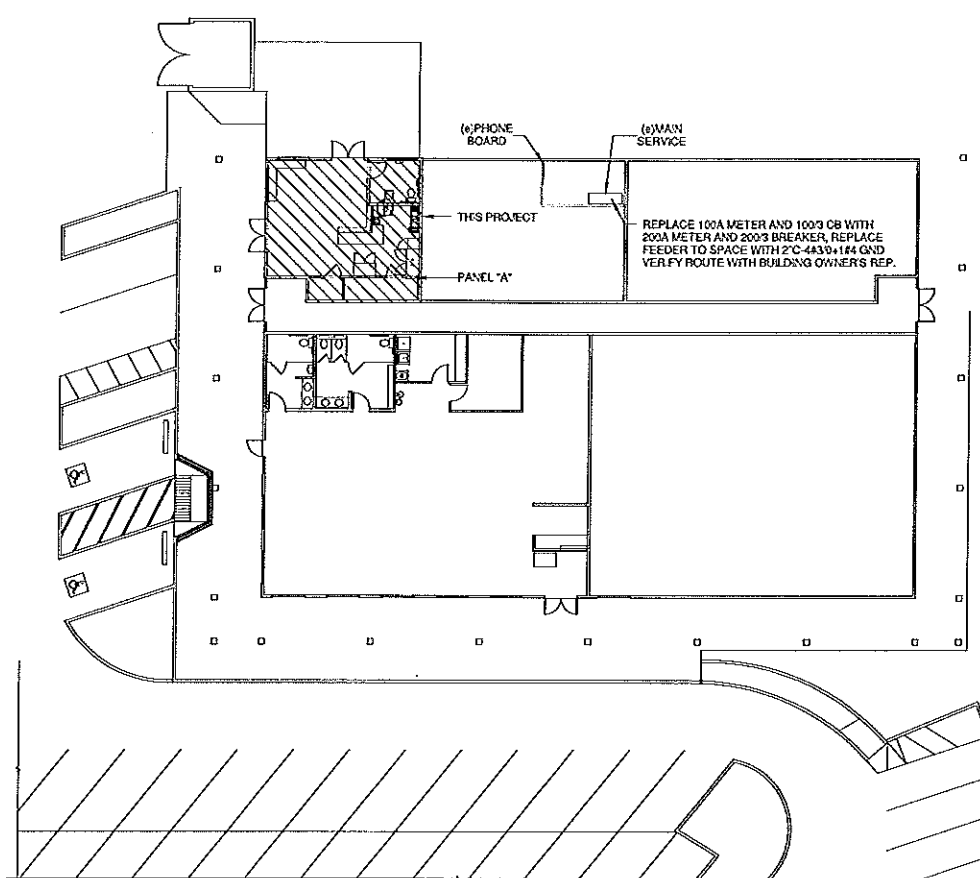 (e)PHONE
BOARD
(e)MAIN
SERVICE
THIS PROJECT
REPLACE 100A METER AND 100/3 CB WITH
200A METER AND 200/3 BREAKER, REPLACE
FEEDER TO SPACE WITH 2"C-4#3/0+1#4 GND
VERIFY ROUTE WITH BUILDING OWNER'S REP.
PANEL "A"